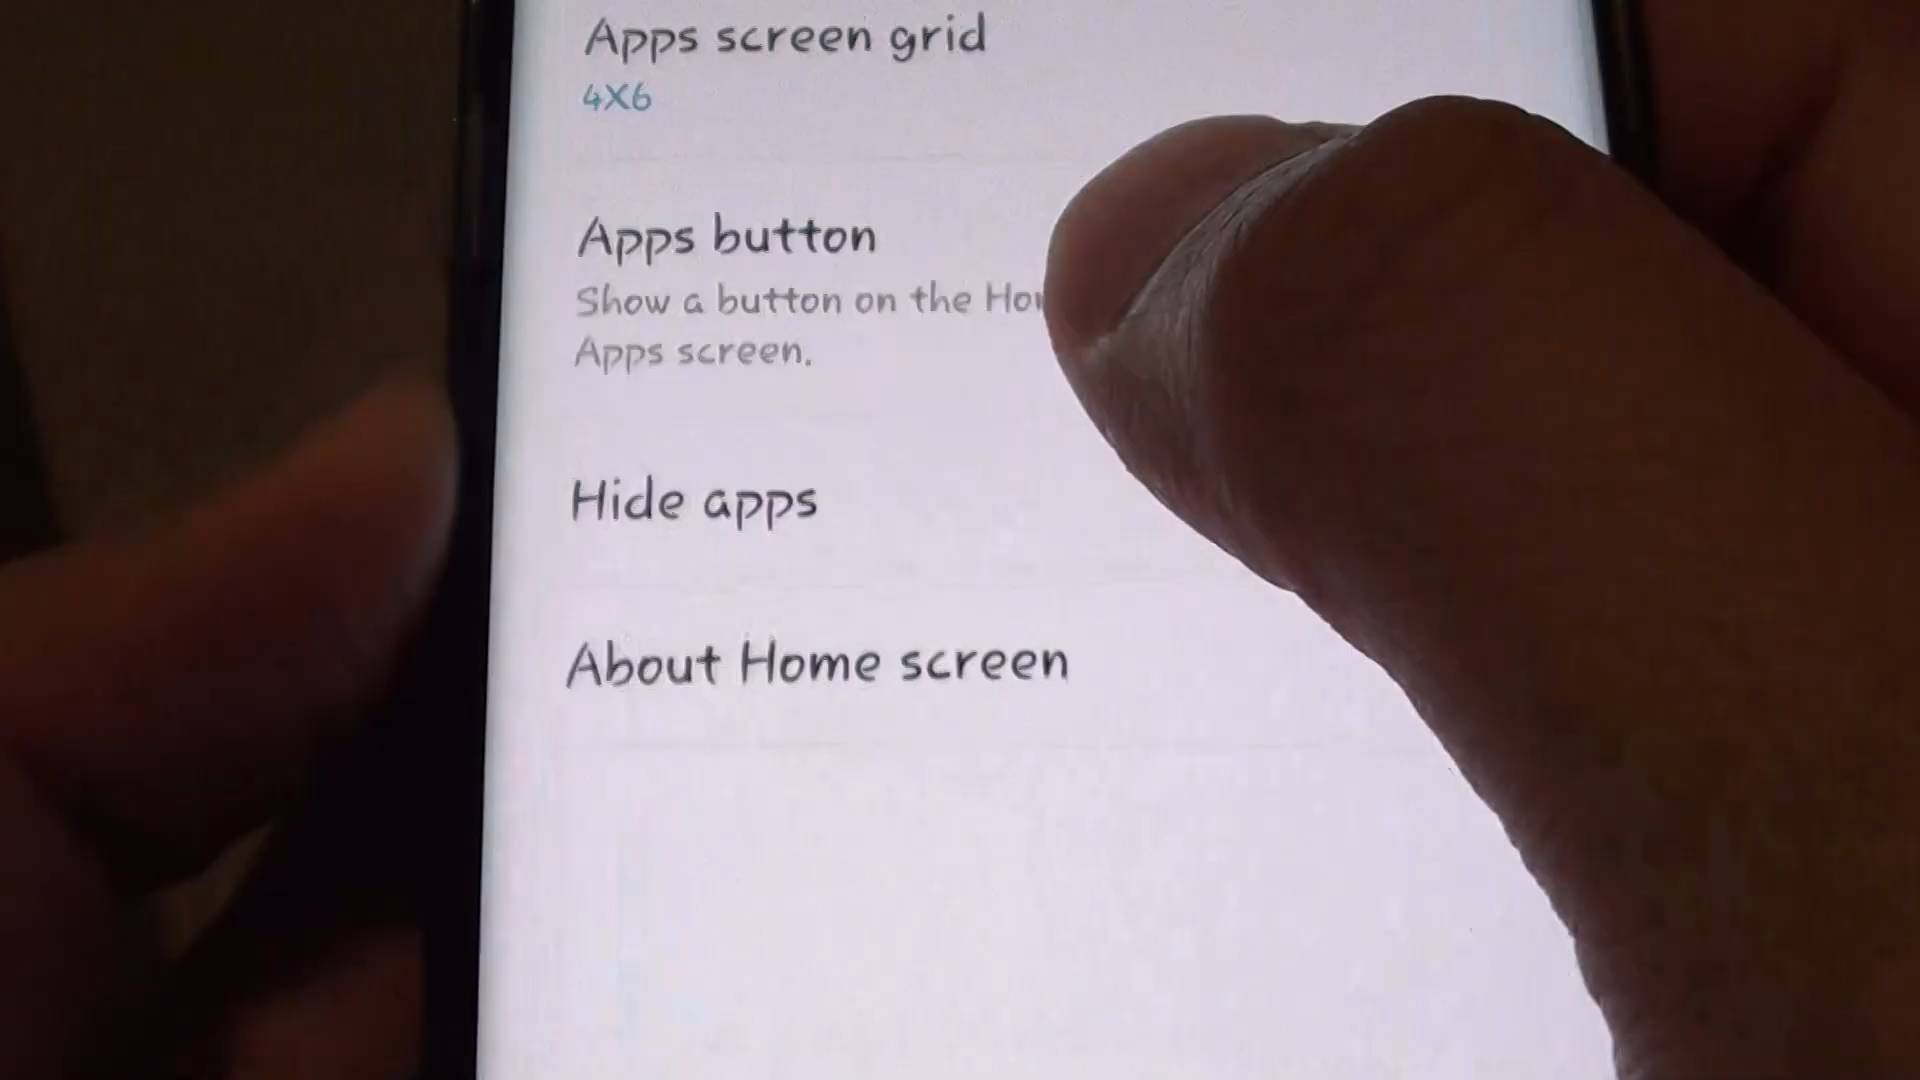 Apps screen grid
4X6
Apps button
Show a button on the
Apps screen.
Hide apps
About Home screen